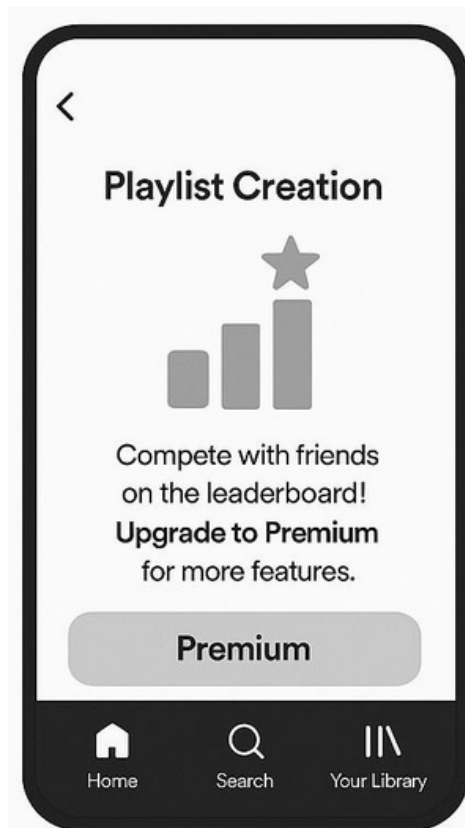 Playlist Creation
Compete with friends
on the leaderboard!
Upgrade to Premium
for more features.
Premium
Home
Search
Your Library